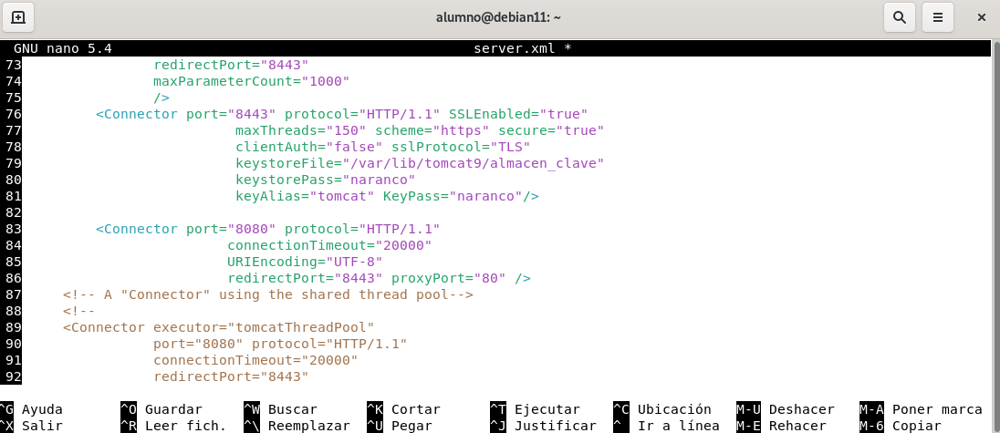 alumno@debian11: ~
GNU nano 5.4 server.xml *
73 redirectPort="8443"
74 maxParameterCount="1000"
75 />
76 <Connector port="8443" protocol="HTTP/1.1" SSLEnabled="true"
77 maxThreads="150" scheme="https" secure="true"
78 clientAuth="false" sslProtocol="TLS"
79 keystoreFile="/var/lib/tomcat9/almacen_clave"
80 keystorePass="naranco"
81 keyAlias="tomcat" KeyPass="naranco"/>
82
83 <Connector port="8080" protocol="HTTP/1.1"
84 connectionTimeout="20000"
85 URIEncoding="UTF-8"
86 redirectPort="8443" proxyPort="80" />
87 <!-- A "Connector" using the shared thread pool-->
88 <!--
89 <Connector executor="tomcatThreadPool"
90 port="8080" protocol="HTTP/1.1"
91 connectionTimeout="20000"
92 redirectPort="8443"
^G Ayuda ^O Guardar ^W Buscar ^K Cortar ^T Ejecutar ^C Ubicación M-U Deshacer M-A Poner marca
^X Salir ^R Leer fich. ^\ Reemplazar ^U Pegar ^J Justificar ^_ Ir a línea M-E Rehacer M-6 Copiar